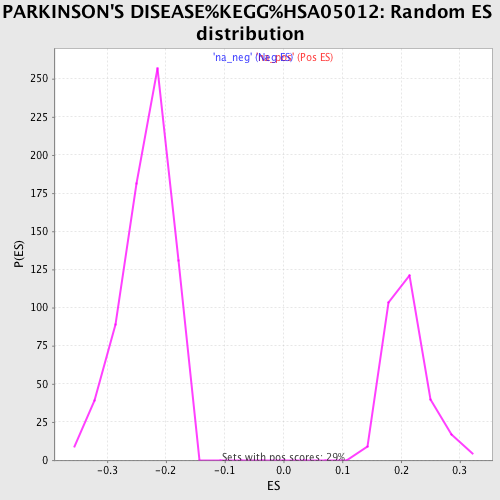 PARKINSON'S DISEASE%KEGG%HSA05012: Random ES
distribution
'na_neg' (Neg ES) 'na_pos' (Pos ES)
250
225
200
175
150
125
100
75
50
25
0
P(ES)
Sets with pos scores: 29%
-0.3 -0.2 -0.1 0.0 0.1 0.2 0.3
ES